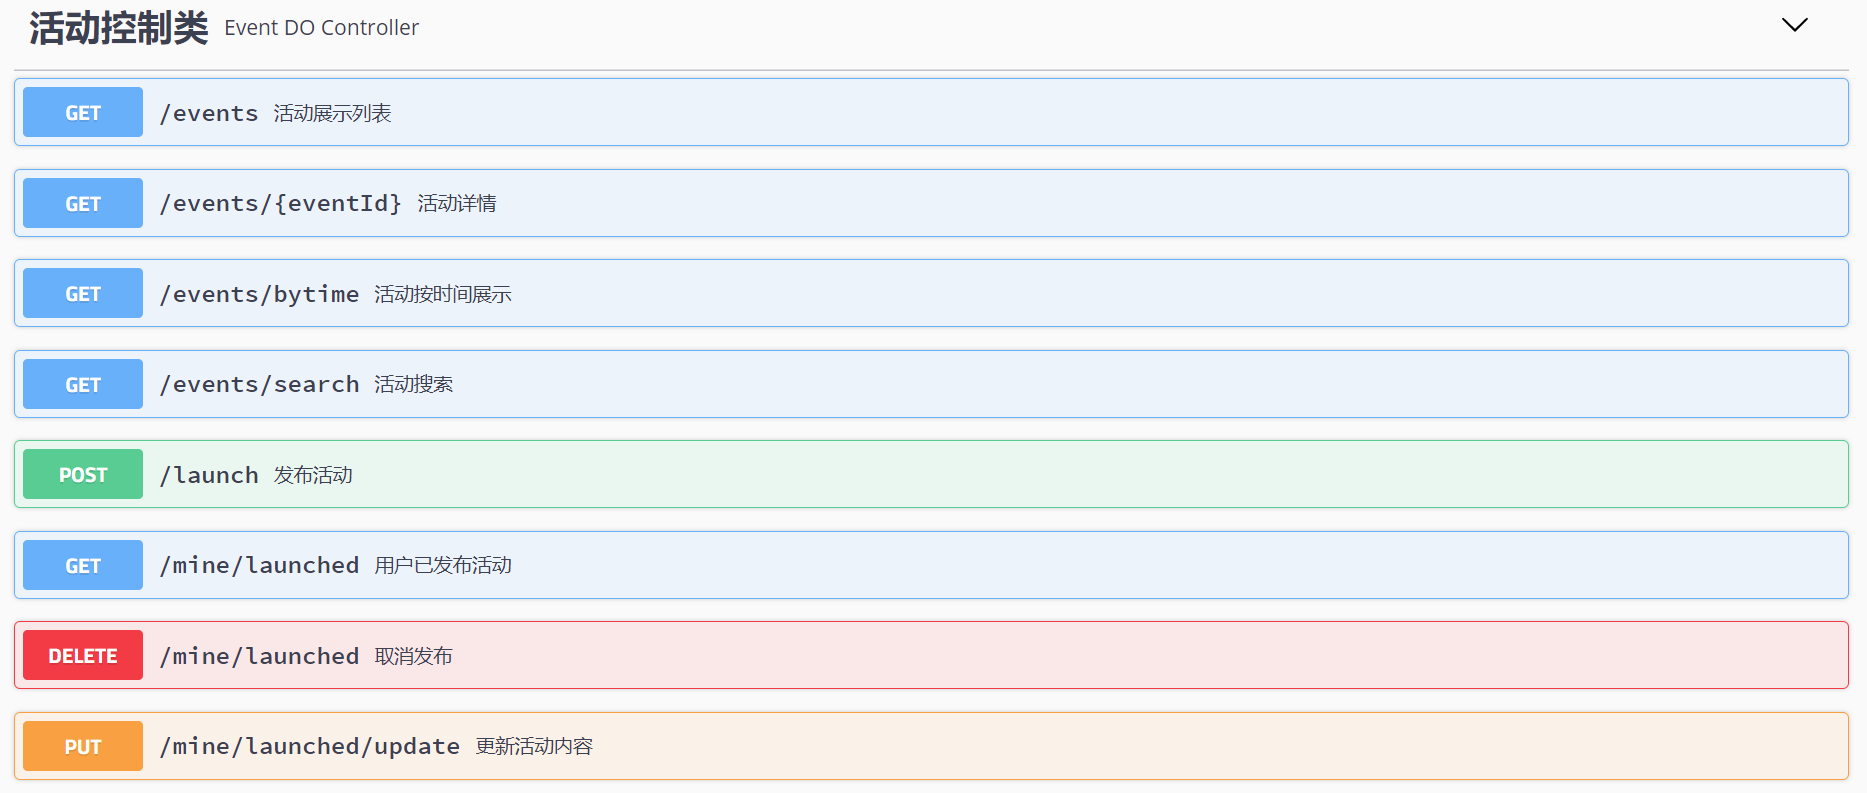 活动控制类 Event DO Controller
GET /events 活动展示列表
GET /events/{eventId} 活动详情
GET /events/bytime 活动按时间展示
GET /events/search 活动搜索
POST /launch 发布活动
GET /mine/launched 用户已发布活动
DELETE /mine/launched 取消发布
PUT /mine/launched/update 更新活动内容